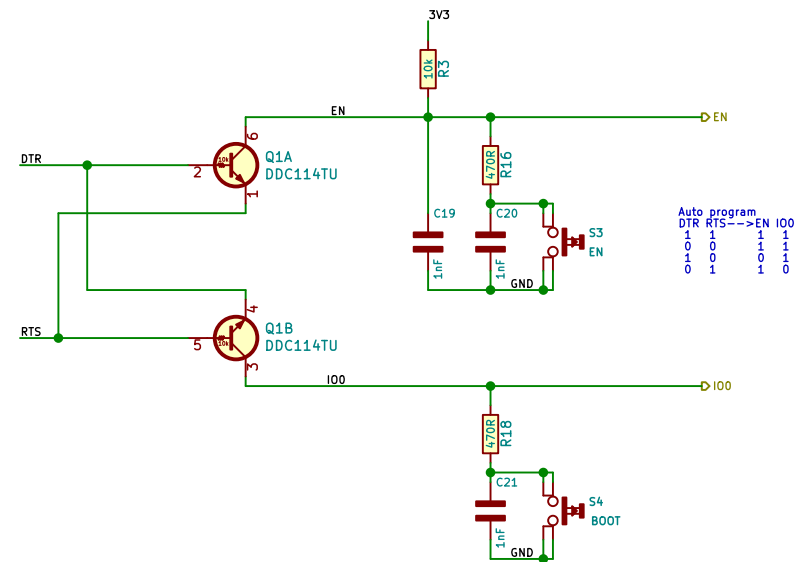 3V3
10k
R3
EN
EN
DTR
6
10k
2
1
Q1A
DDC114TU
470R
R16
C19
1nF
C20
1nF
S3
EN
GND
Auto program
DTR RTS-->EN IO0
1 1 1 1
0 0 1 1
1 0 0 1
0 1 1 0
RTS
4
10k
5
3
Q1B
DDC114TU
IO0
IO0
470R
R18
C21
1nF
S4
BOOT
GND